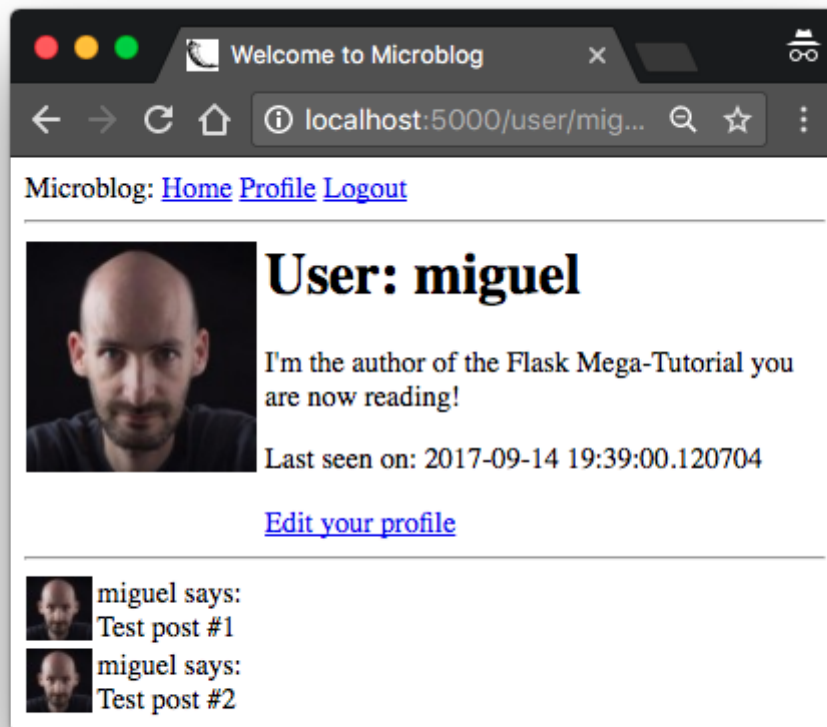 Welcome to Microblog
localhost:5000/user/mig...
Microblog: Home Profile Logout
User: miguel
I'm the author of the Flask Mega-Tutorial you
are now reading!
Last seen on: 2017-09-14 19:39:00.120704
Edit your profile
miguel says:
Test post #1
miguel says:
Test post #2